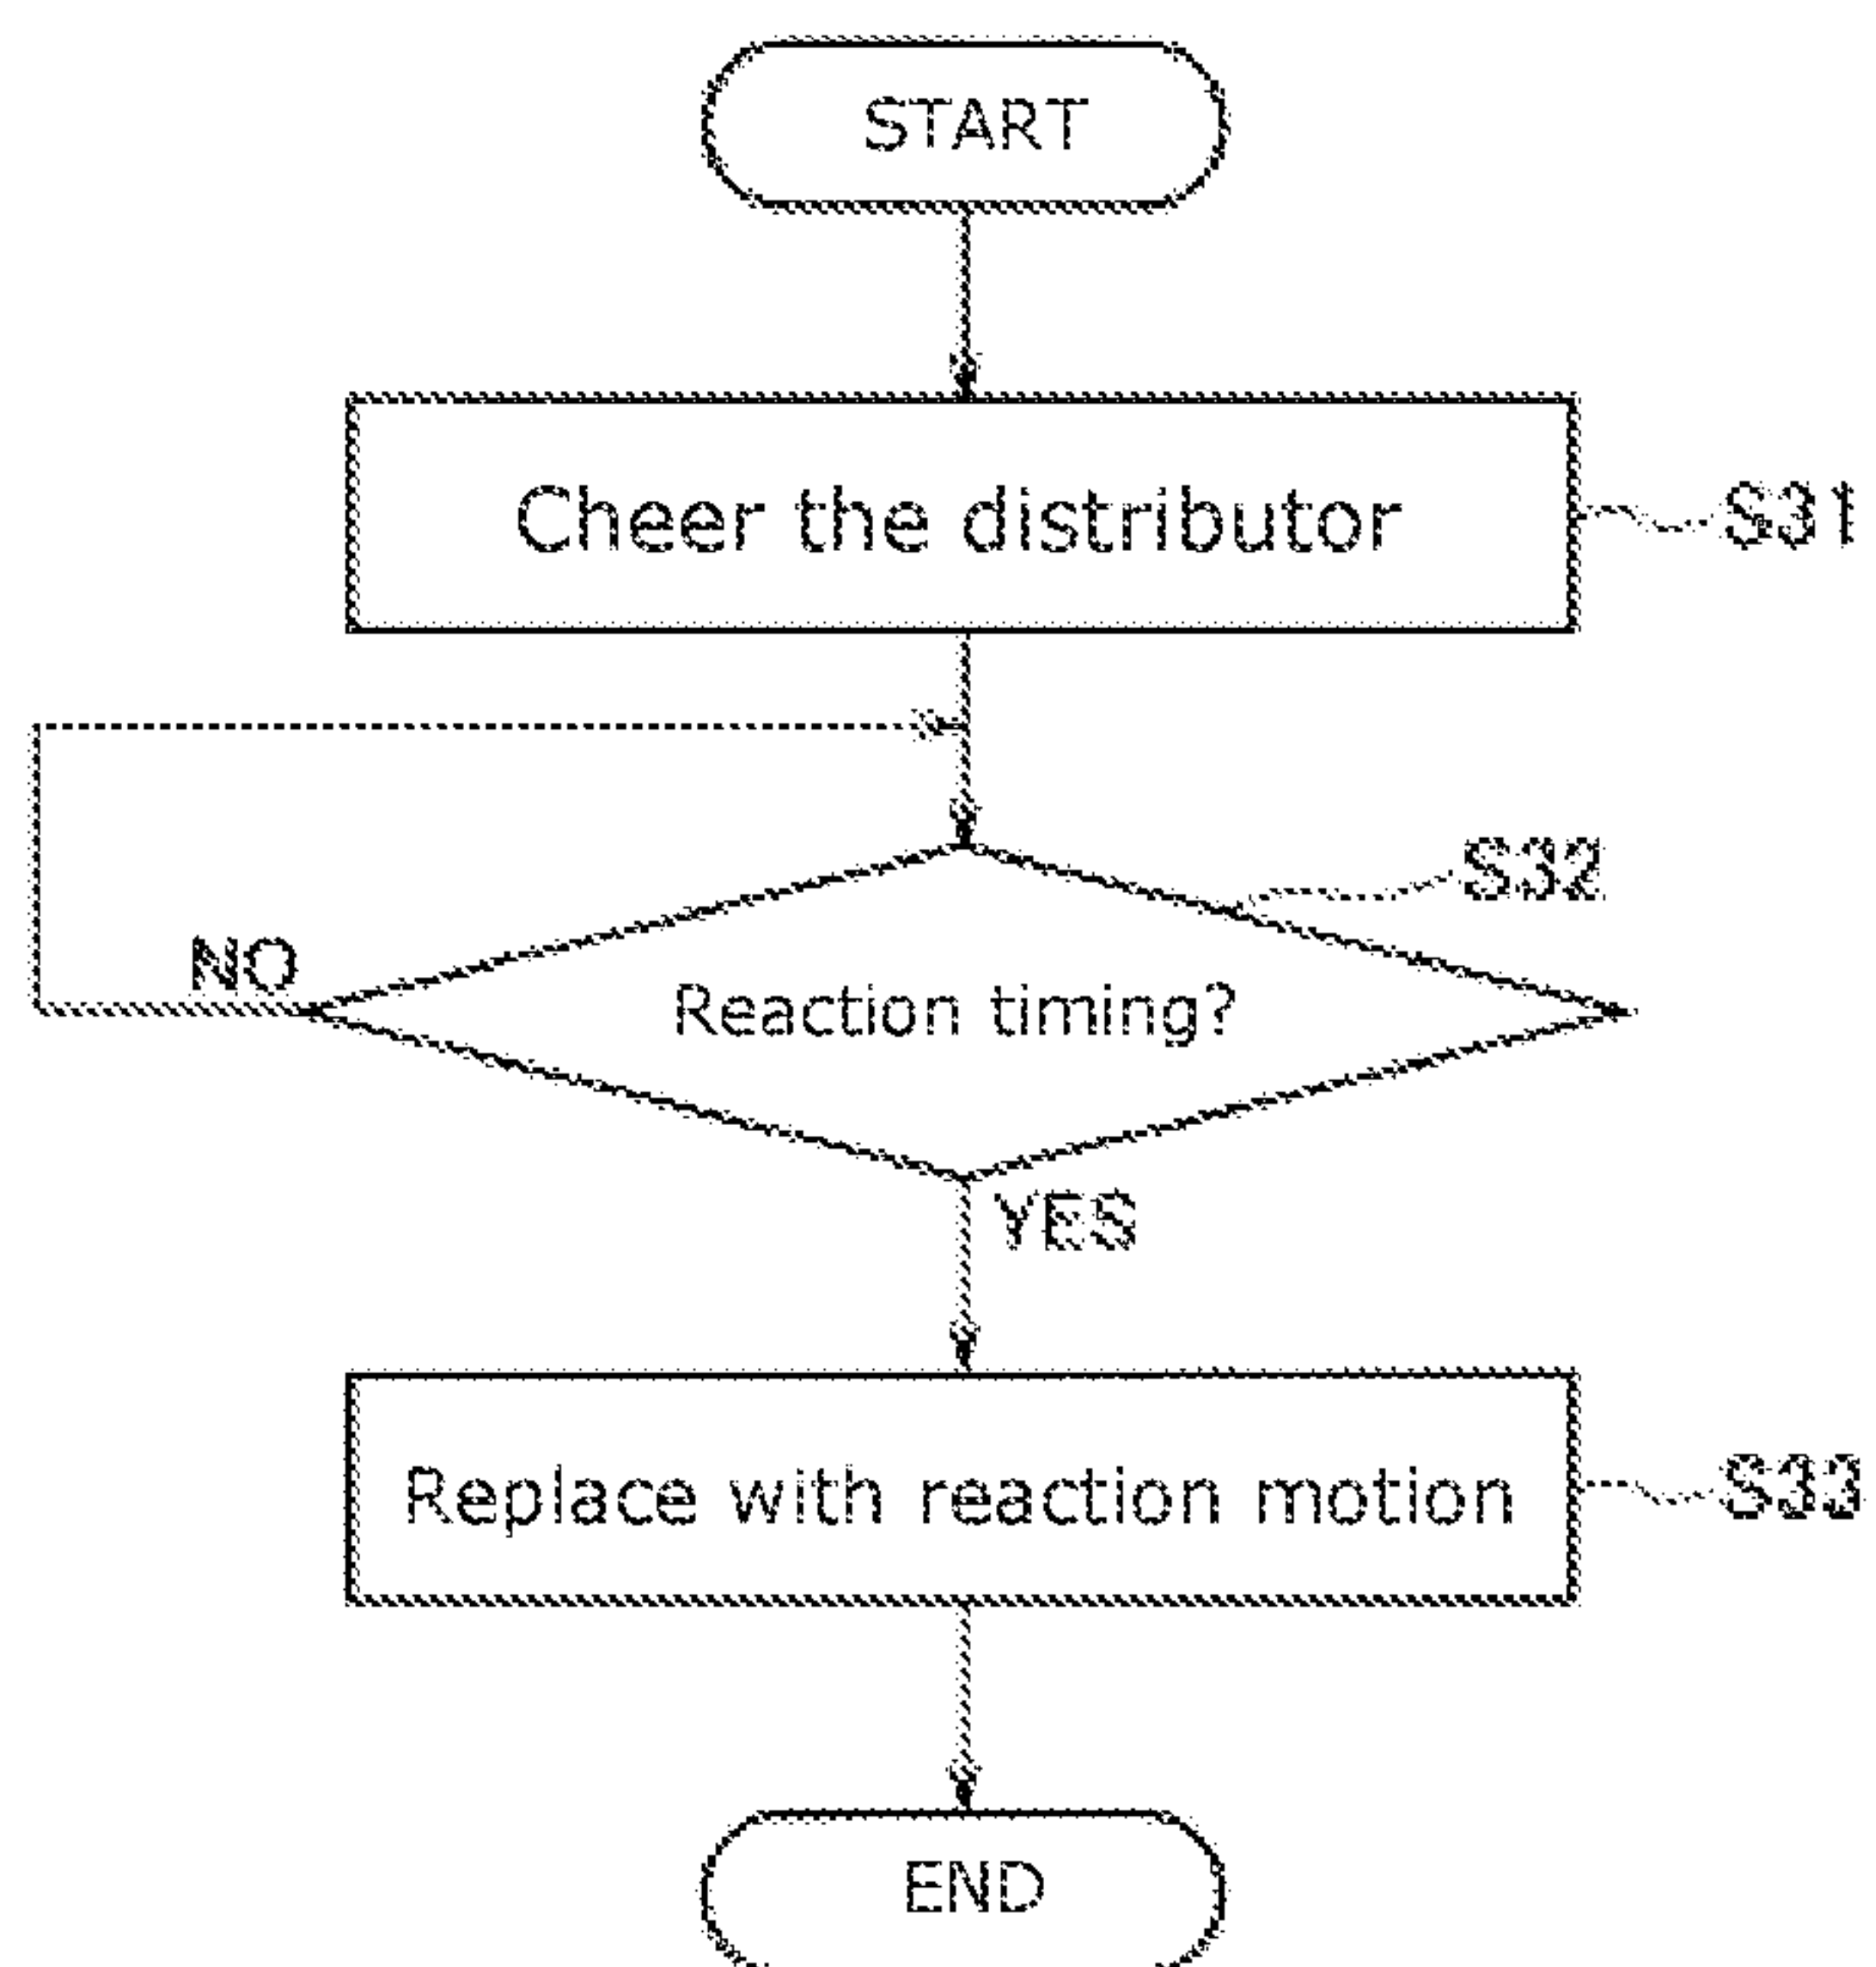 START
Cheer the distributor
S31
S32
NO
Reaction timing?
YES
Replace with reaction motion
S33
END